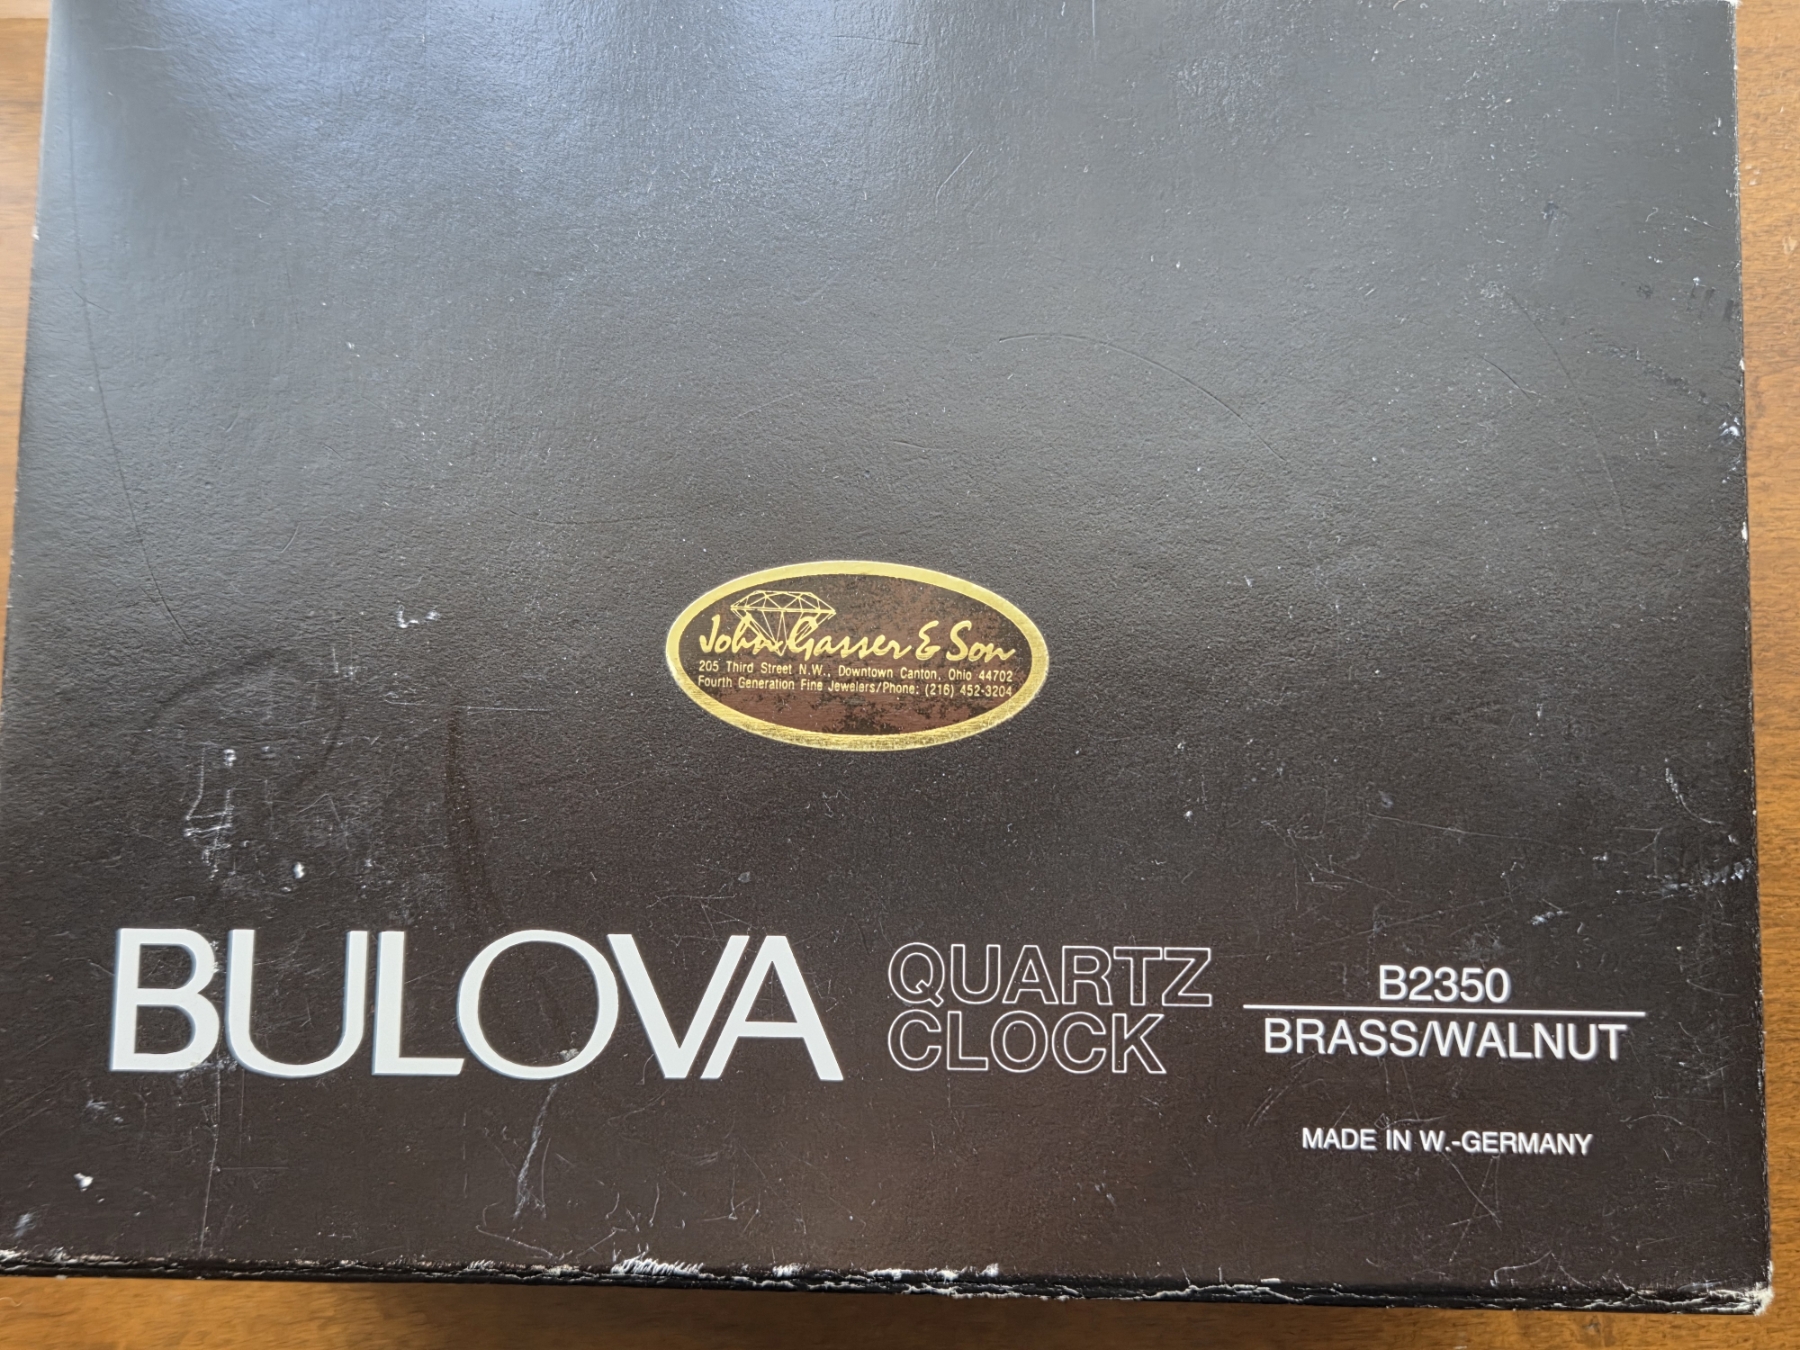 John Gasser & Son
205 Third Street N.W., Downtown Canton, Ohio 44702
Fourth Generation Fine Jewelers/Phone: (216) 452-3204
BULOVA
QUARTZ
CLOCK
B2350
BRASS/WALNUT
MADE IN W.-GERMANY